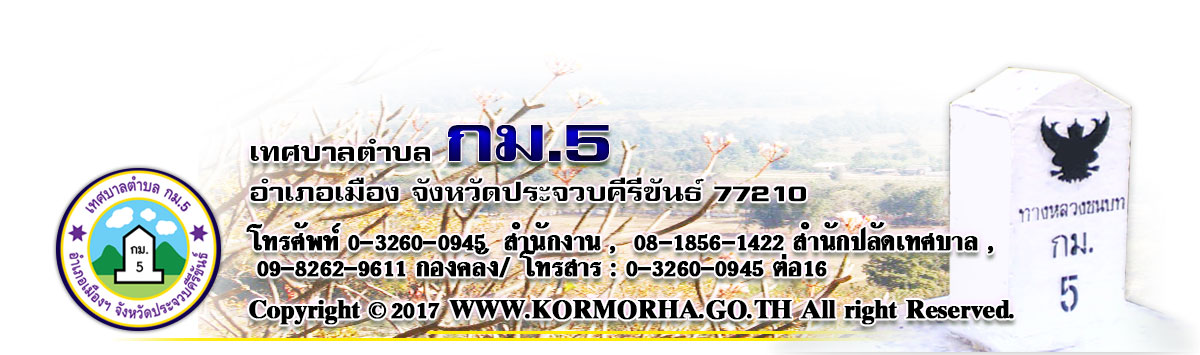 เทศบาลตำบล กม.5
อำเภอเมือง จังหวัดประจวบคีรีขันธ์ 77210
โทรศัพท์ 0-3260-0945 สำนักงาน , 08-1856-1422 สำนักปลัดเทศบาล ,
09-8262-9611 กองคลัง/ โทรสาร : 0-3260-0945 ต่อ16
Copyright © 2017 WWW.KORMORHA.GO.TH All right Reserved.
เทศบาลตำบล กม.5
กม.
5
อำเภอเมืองฯ จังหวัดประจวบคีรีขันธ์
ทางหลวงชนบท
กม.
5